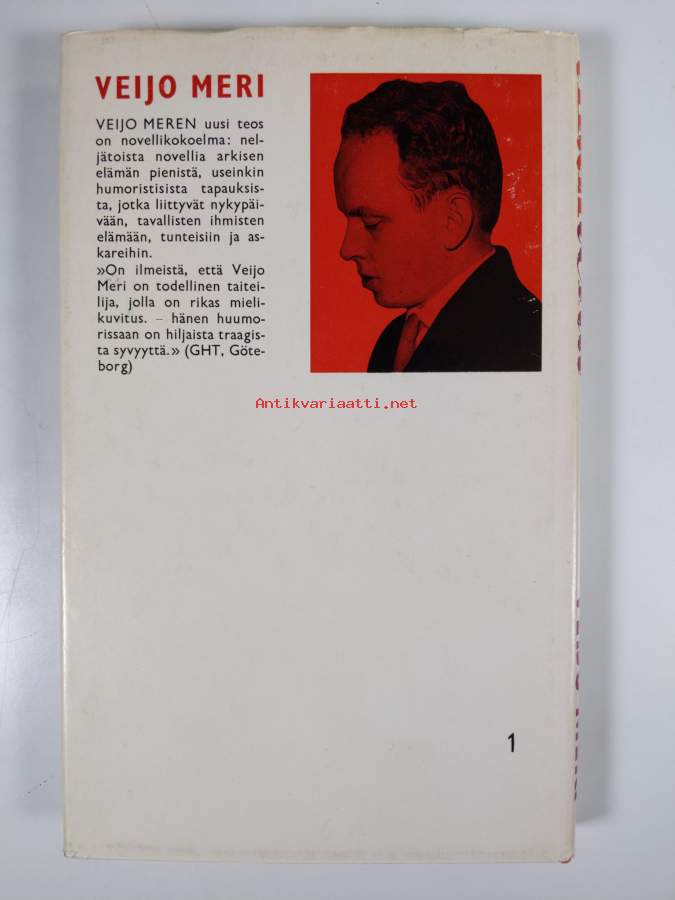 VEIJO MERI
VEIJO MEREN uusi teos
on novellikokoelma: nel-
jätoista novellia arkisen
elämän pienistä, useinkin
humoristisista tapauksis-
ta, jotka liittyvät nykypäi-
vään, tavallisten ihmisten
elämään, tunteisiin ja as-
kareihin.
»On ilmeistä, että Veijo
Meri on todellinen taitei-
lija, jolla on rikas mieli-
kuvitus. – hänen huumo-
rissaan on hiljaista traagis-
ta syvyyttä.» (GHT, Göte-
borg)
Antikvariaatti.net
1